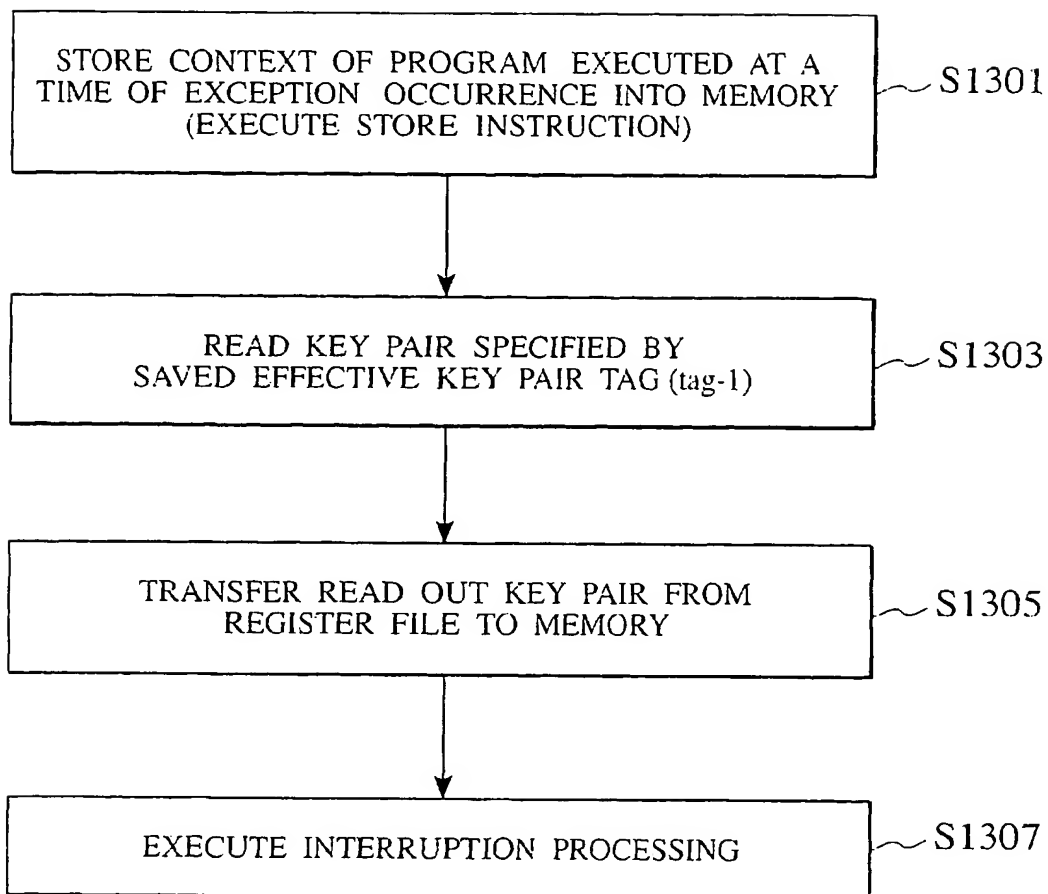 STORE CONTEXT OF PROGRAM EXECUTED AT A
TIME OF EXCEPTION OCCURRENCE INTO MEMORY
(EXECUTE STORE INSTRUCTION)
S1301
READ KEY PAIR SPECIFIED BY
SAVED EFFECTIVE KEY PAIR TAG (tag-1)
S1303
TRANSFER READ OUT KEY PAIR FROM
REGISTER FILE TO MEMORY
S1305
EXECUTE INTERRUPTION PROCESSING
S1307